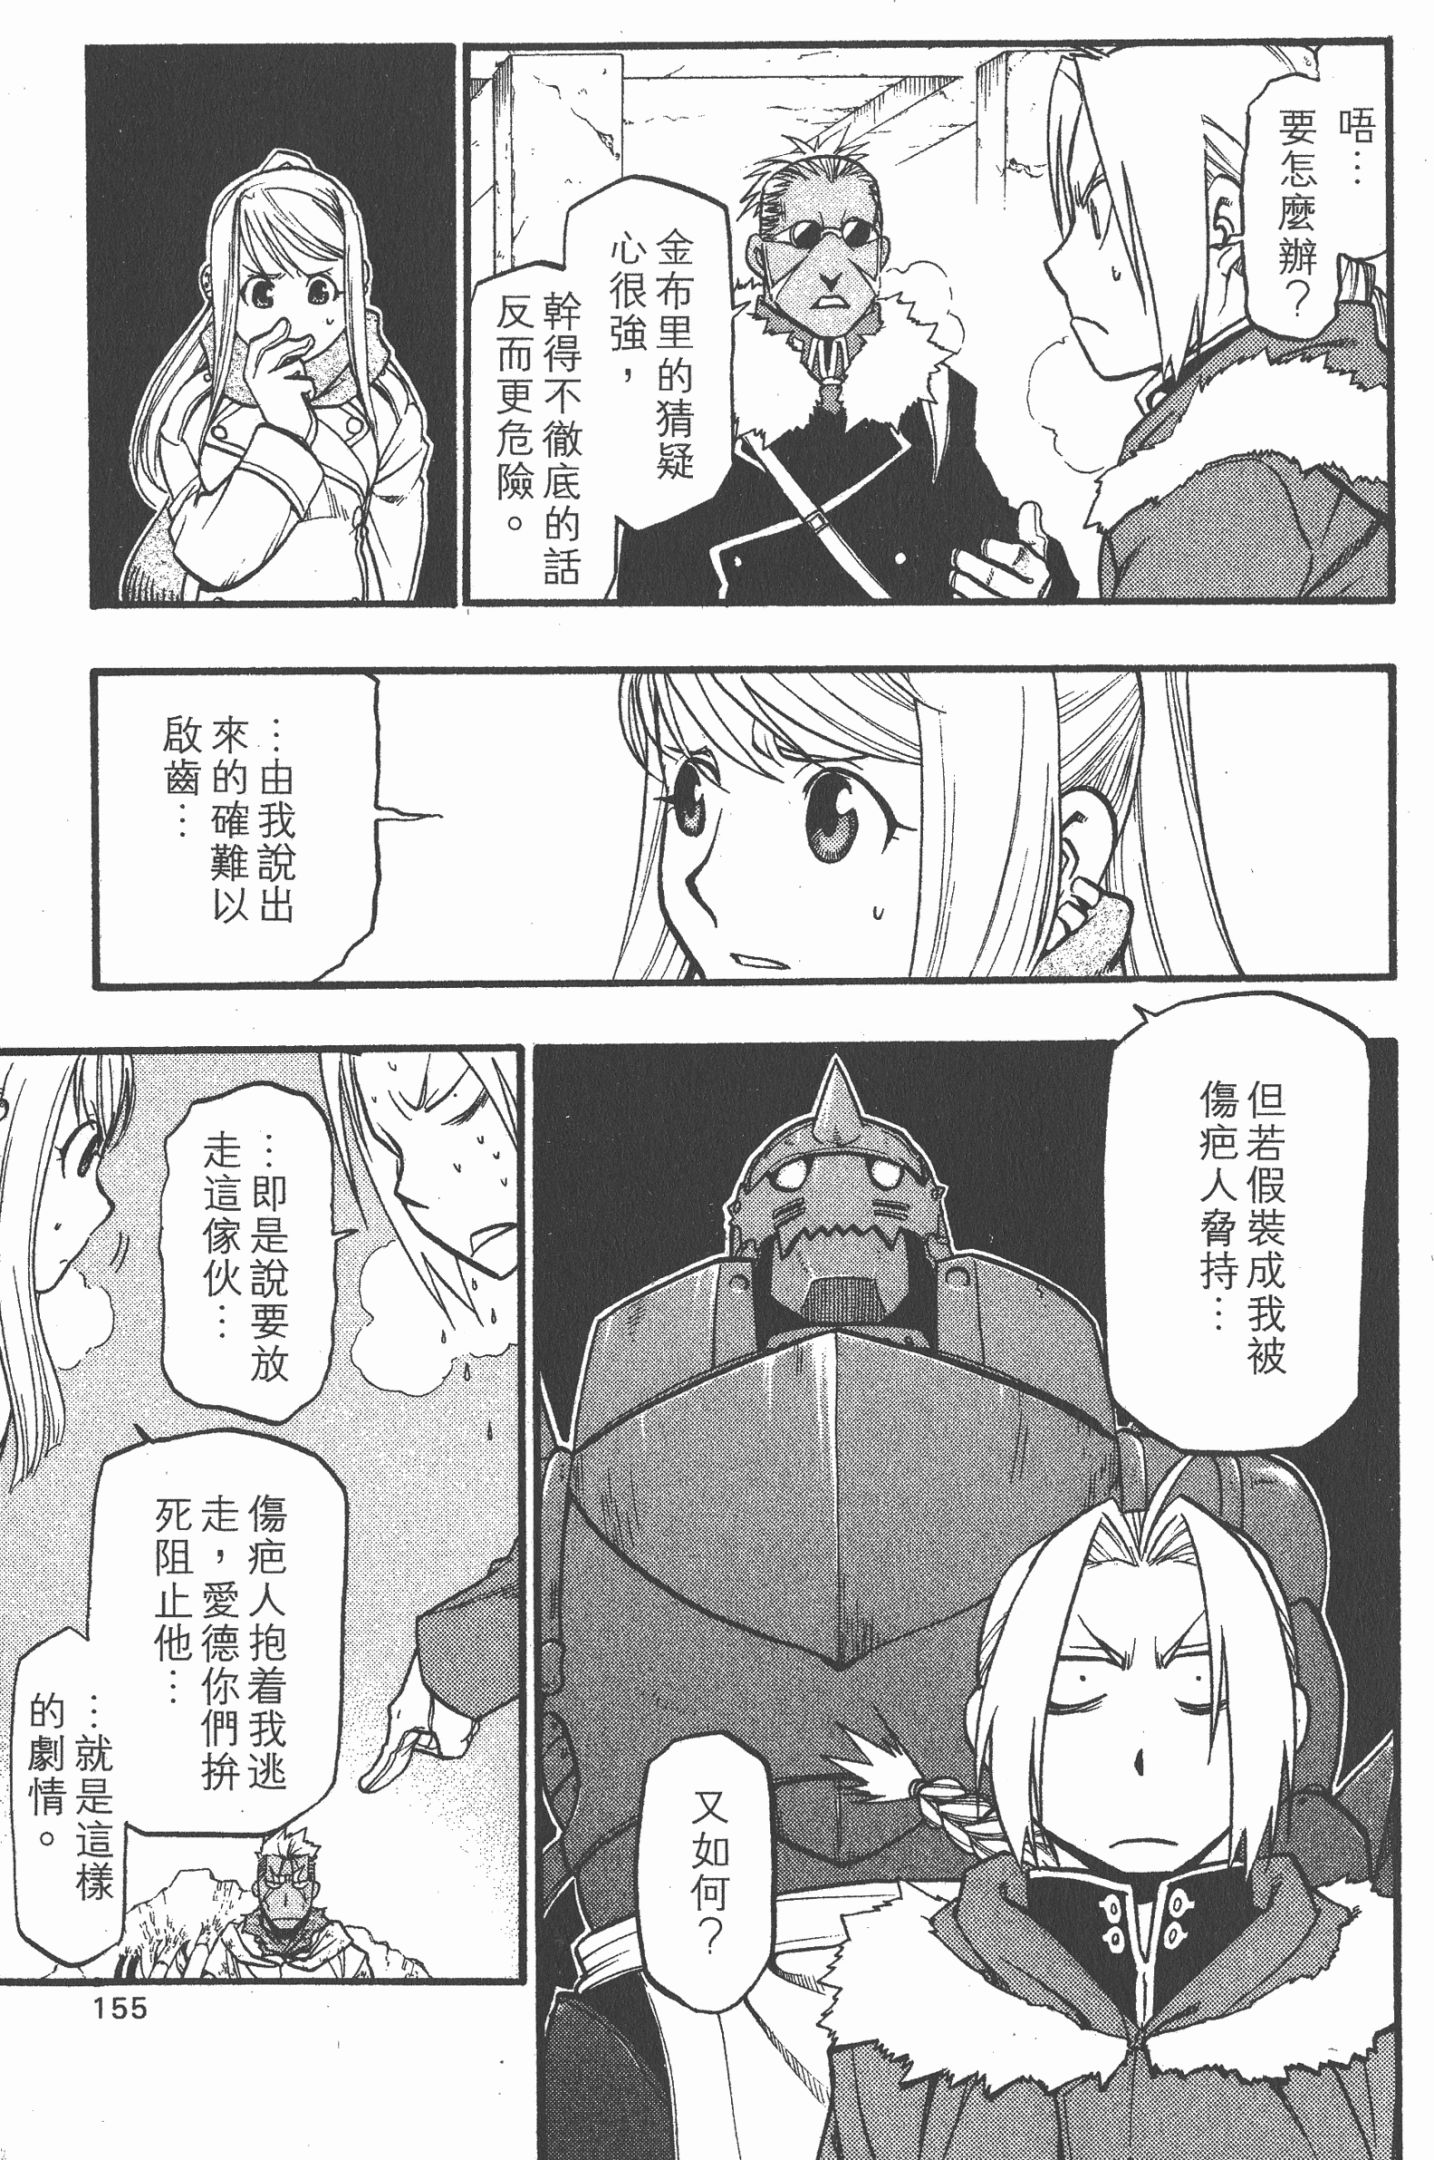 唔…
要怎麼辦？
金布里的猜疑
心很強，
幹得不徹底的話
反而更危險。
…由我說出
來的確難以
啟齒…
但若假裝成我被
傷疤人脅持…
又如何？
…即是說要放
走這傢伙…
傷疤人抱着我逃
走，愛德你們拚
死阻止他…
…就是這樣
的劇情。
155